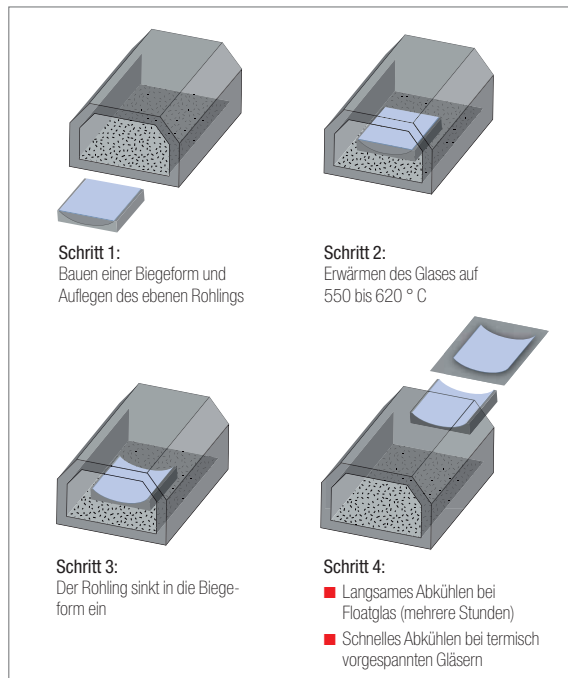 Schritt 1:
Bauen einer Biegeform und
Auflegen des ebenen Rohlings
Schritt 2:
Erwärmen des Glases auf
550 bis 620 ° C
Schritt 3:
Der Rohling sinkt in die Biege-
form ein
Schritt 4:
Langsames Abkühlen bei
Floatglas (mehrere Stunden)
Schnelles Abkühlen bei termisch
vorgespannten Gläsern